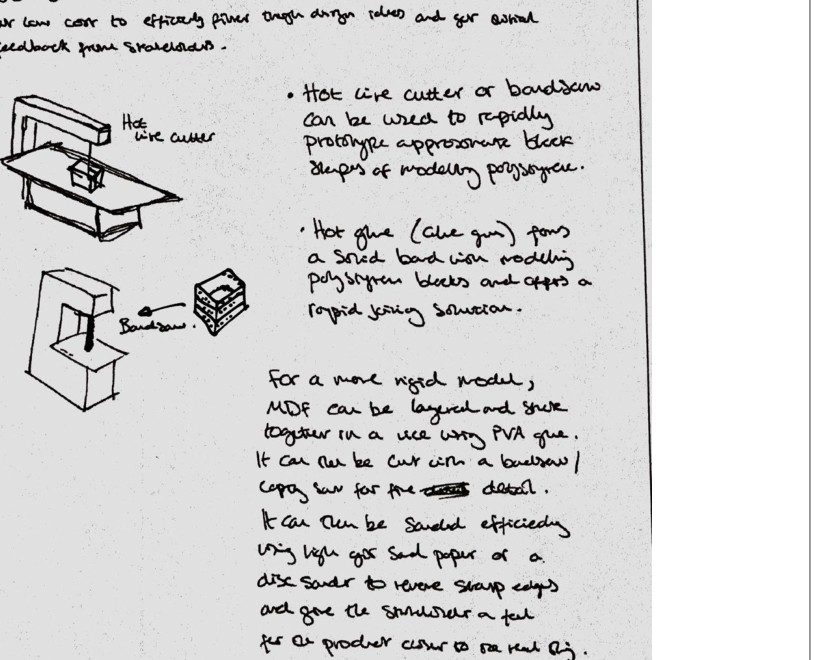 low cost to efficiently filter through design ideas and get initial
feedback from stakeholders.
Hot
wire cutter
• Hot wire cutter or bandsaw
can be used to rapidly
prototype approximate block
shapes of modelling polystyrene.
• Hot glue (Glue gun) forms
a solid bond with modelling
polystyrene blocks and offers a
rapid joining solution.
Bandsaw.
For a more rigid model,
MDF can be layered and stuck
together in a vice using PVA glue.
It can then be cut with a bandsaw/
coping saw for fine detail.
It can then be sanded efficiently
using high grit sand paper or a
disc sander to remove sharp edges
and give the stakeholders a feel
for the product closer to the real thing.